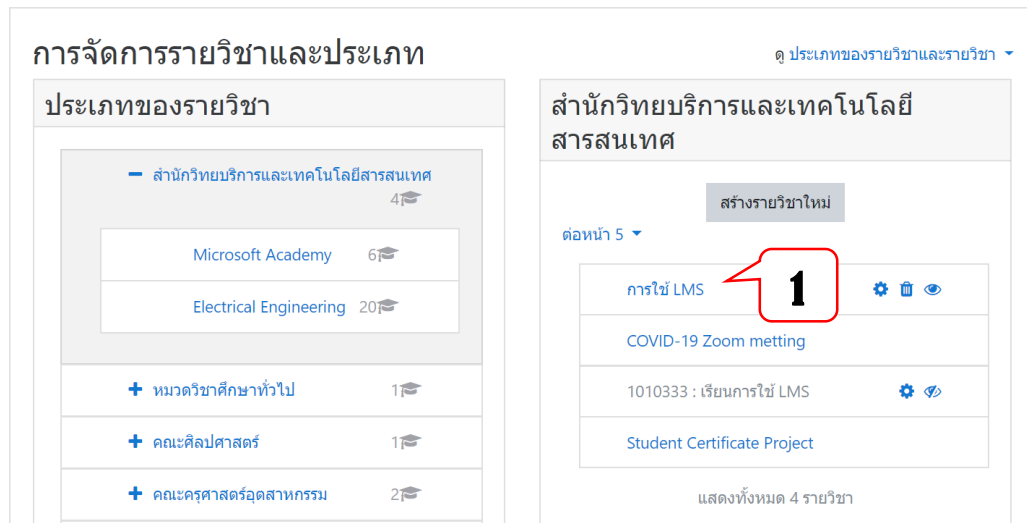 การจัดการรายวิชาและประเภท
ดู ประเภทของรายวิชาและรายวิชา
ประเภทของรายวิชา
สำนักวิทยบริการและเทคโนโลยีสารสนเทศ
4
Microsoft Academy 6
Electrical Engineering 20
หมวดวิชาศึกษาทั่วไป 1
คณะศิลปศาสตร์ 1
คณะครุศาสตร์อุตสาหกรรม 2
สำนักวิทยบริการและเทคโนโลยี
สารสนเทศ
สร้างรายวิชาใหม่
ต่อหน้า 5
การใช้ LMS
1
COVID-19 Zoom metting
1010333 : เรียนการใช้ LMS
Student Certificate Project
แสดงทั้งหมด 4 รายวิชา